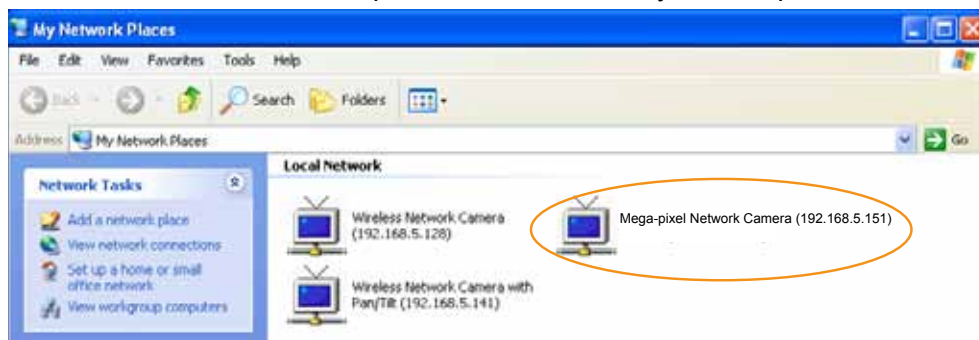 My Network Places
File Edit View Favorites Tools Help
Back Search Folders
Address My Network Places Go
Local Network
Network Tasks
Add a network place
View network connections
Set up a home or small
office network
View workgroup computers
Wireless Network Camera
(192.168.5.128)
Mega-pixel Network Camera (192.168.5.151)
Wireless Network Camera with
Pan/Tilt (192.168.5.141)